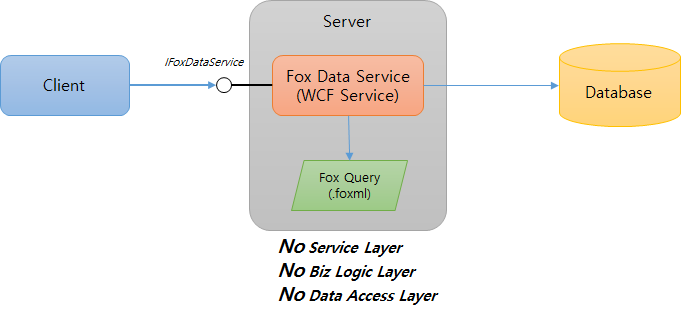 Server
IFoxDataService
Client
Fox Data Service
(WCF Service)
Database
Fox Query
(.foxml)
No Service Layer
No Biz Logic Layer
No Data Access Layer